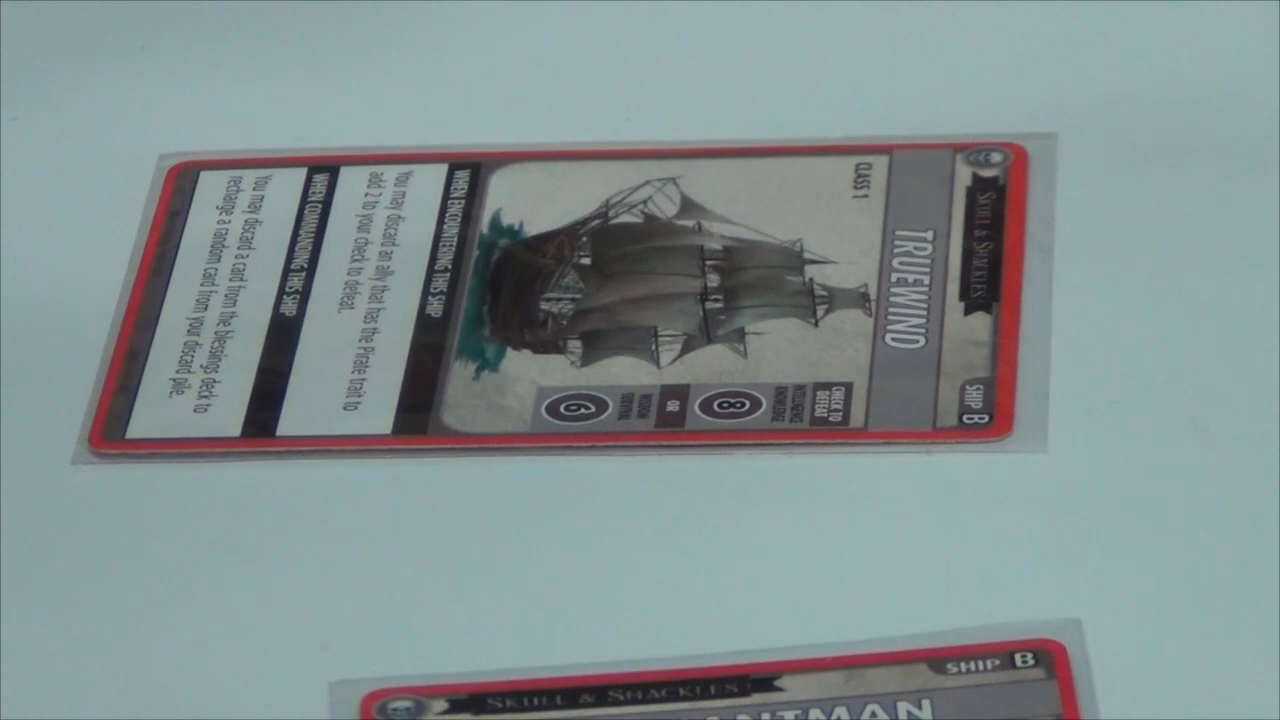 SKULL & SHACKLES
SHIP B
TRUEWIND
CLASS 1
CHECK TO
DEFEAT
INTELLIGENCE
KNOWLEDGE
8
OR
WISDOM
SURVIVAL
6
WHEN ENCOUNTERING THIS SHIP
You may discard an ally that has the Pirate trait to
add 2 to your check to defeat.
WHEN COMMANDING THIS SHIP
You may discard a card from the blessings deck to
recharge a random card from your discard pile.
SKULL & SHACKLES
SHIP B